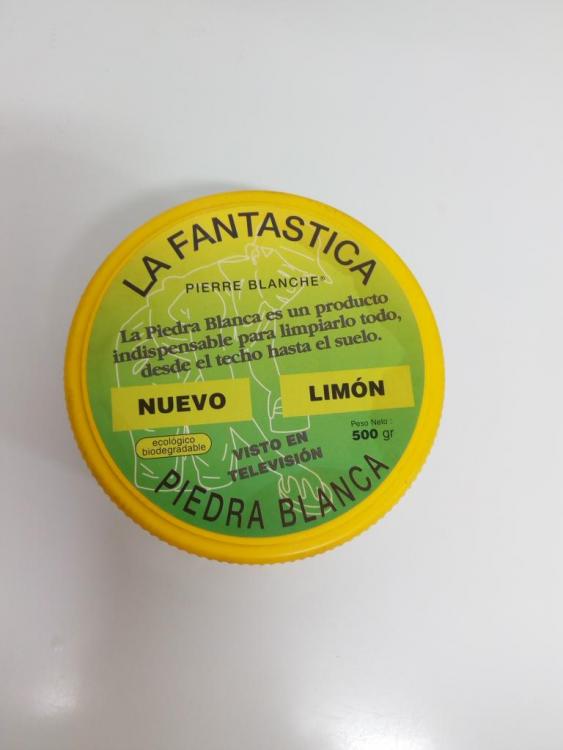 LA FANTASTICA
PIERRE BLANCHE®
La Piedra Blanca es un producto
indispensable para limpiarlo todo,
desde el techo hasta el suelo.
NUEVO
LIMÓN
ecológico
biodegradable
VISTO EN
TELEVISIÓN
Peso Neto :
500 gr
PIEDRA BLANCA